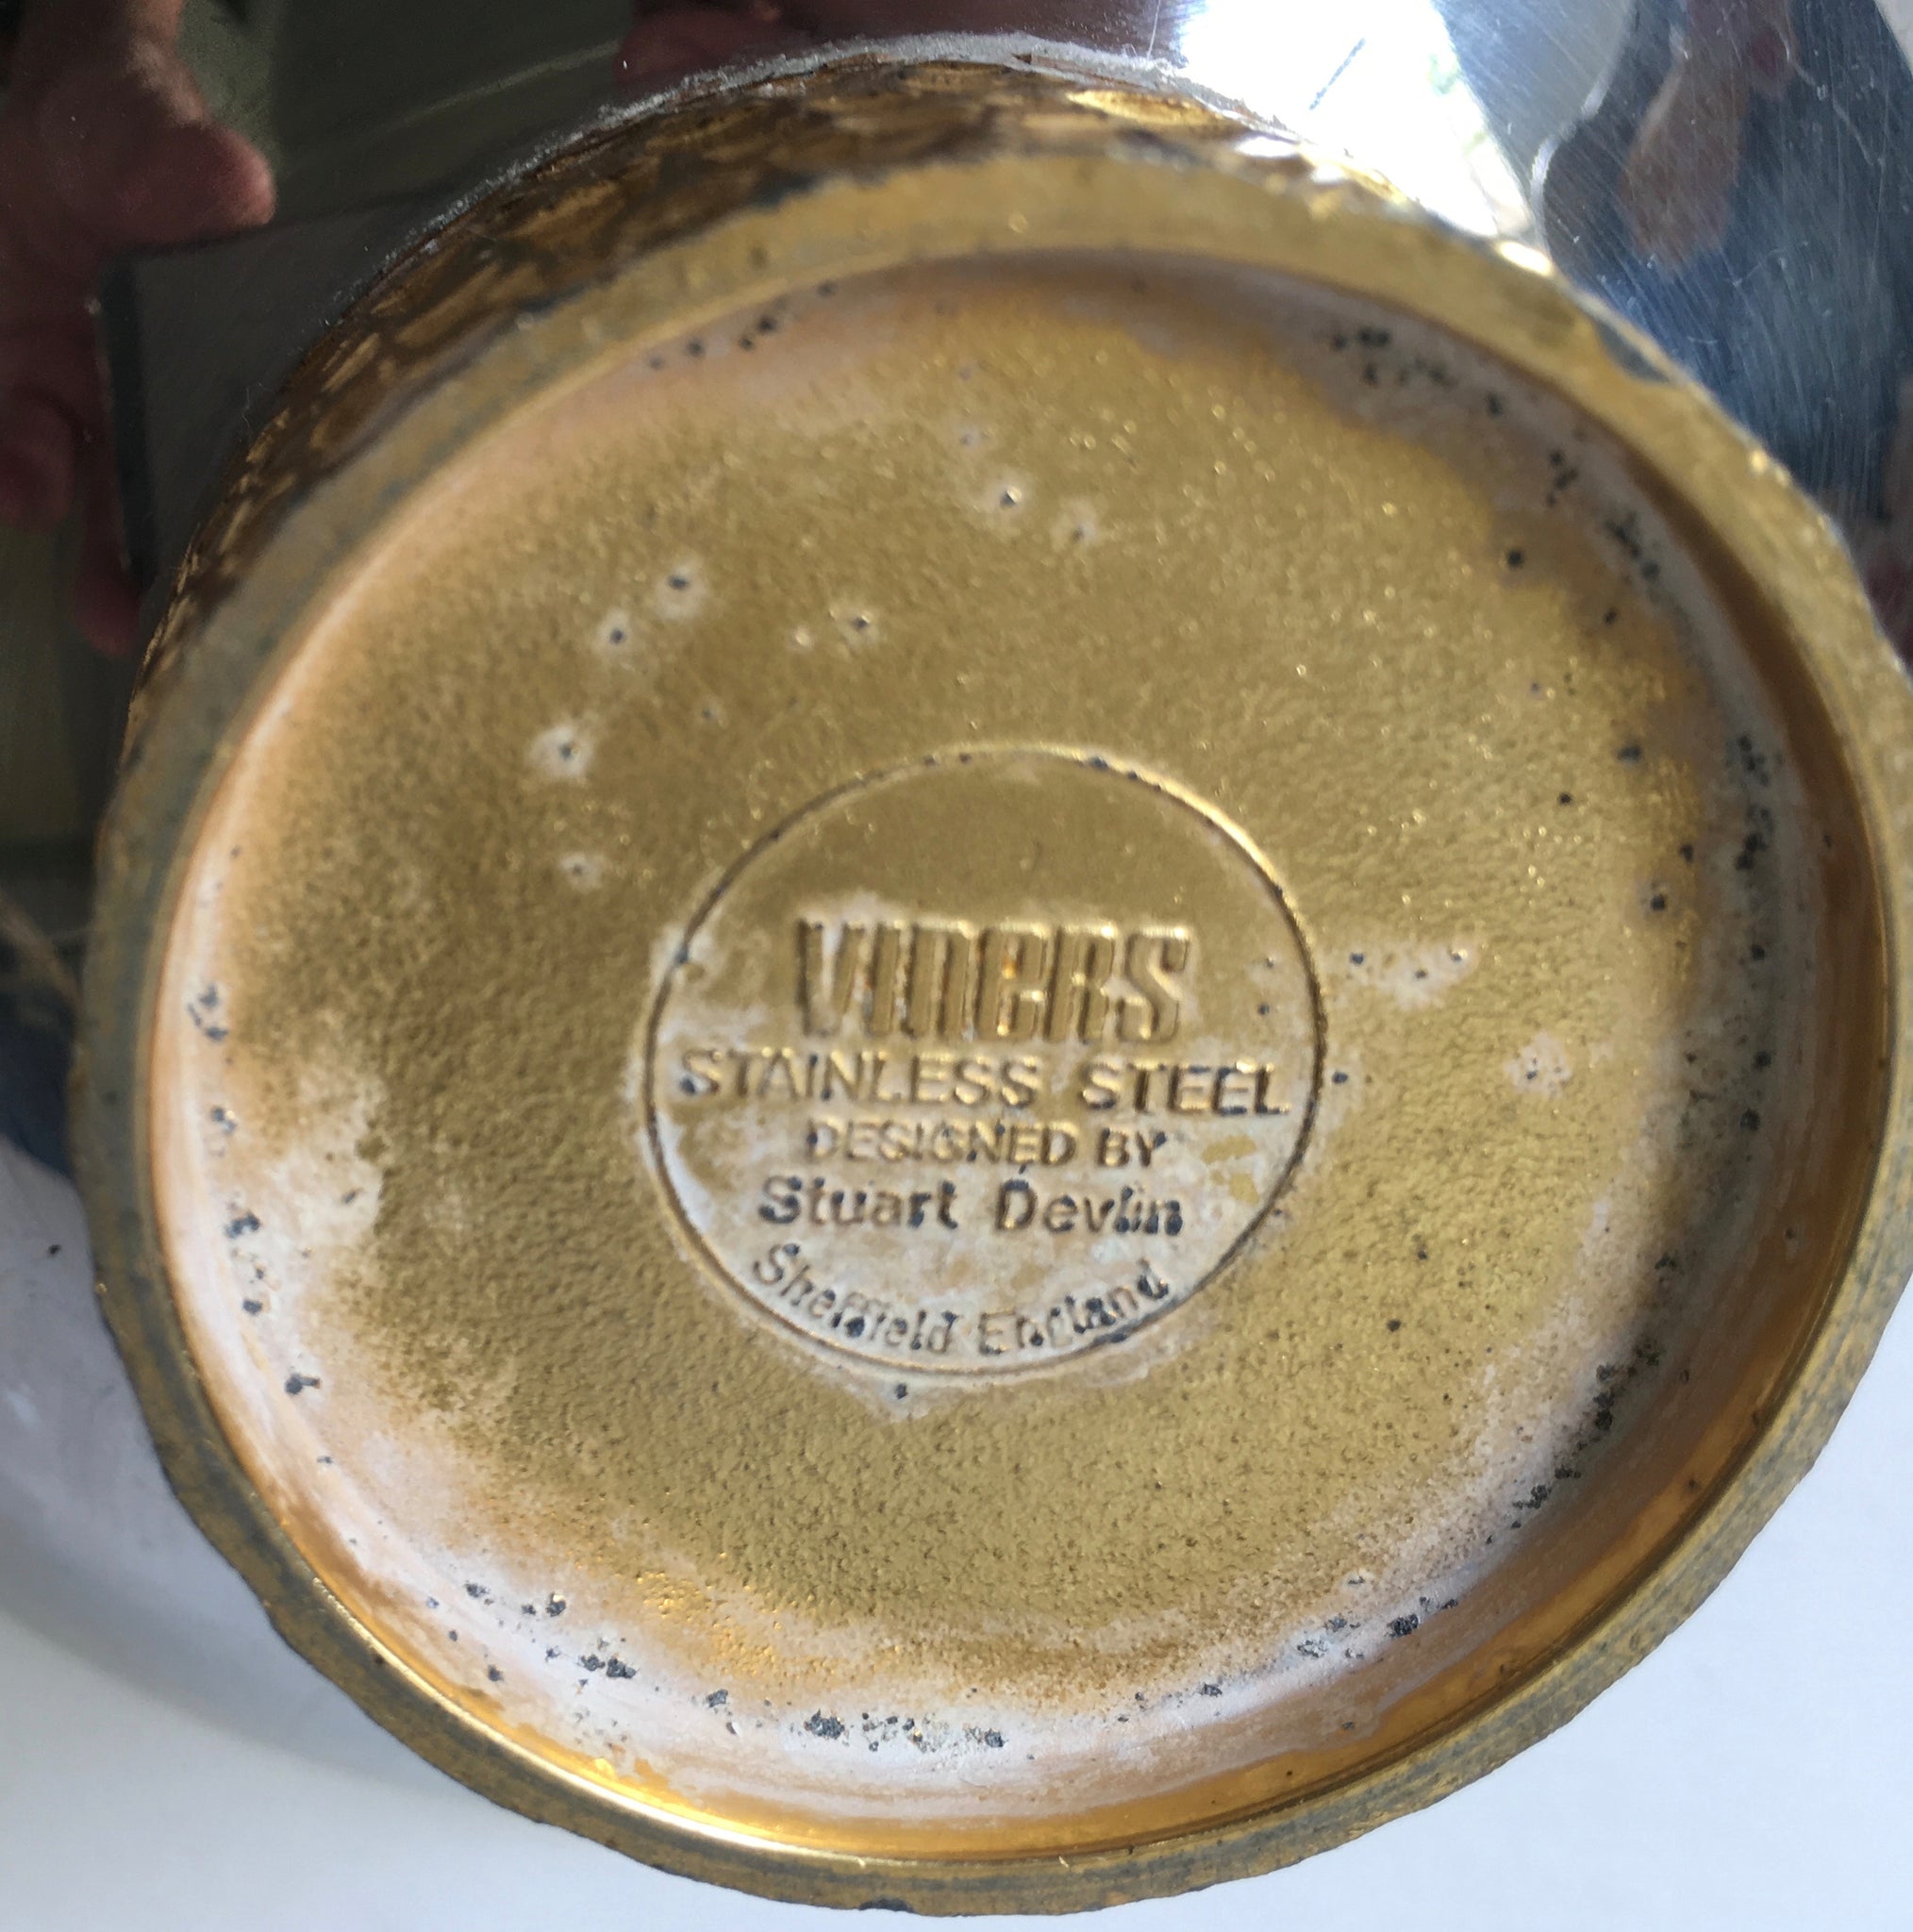 VINERS
STAINLESS STEEL
DESIGNED BY
Stuart Devlin
Sheffield England